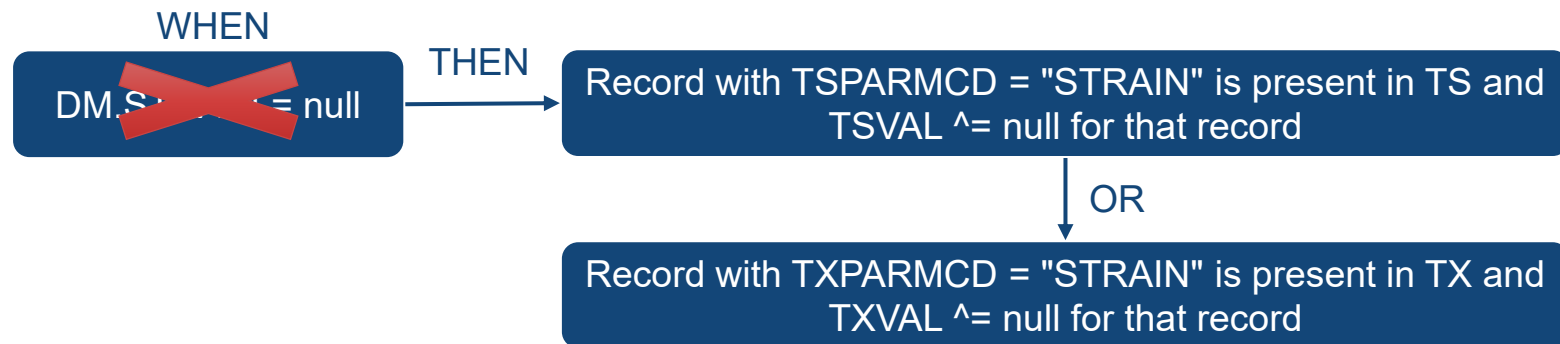 WHEN
DM.S = null
THEN
Record with TSPARMCD = "STRAIN" is present in TS and
TSVAL ^= null for that record
OR
Record with TXPARMCD = "STRAIN" is present in TX and
TXVAL ^= null for that record